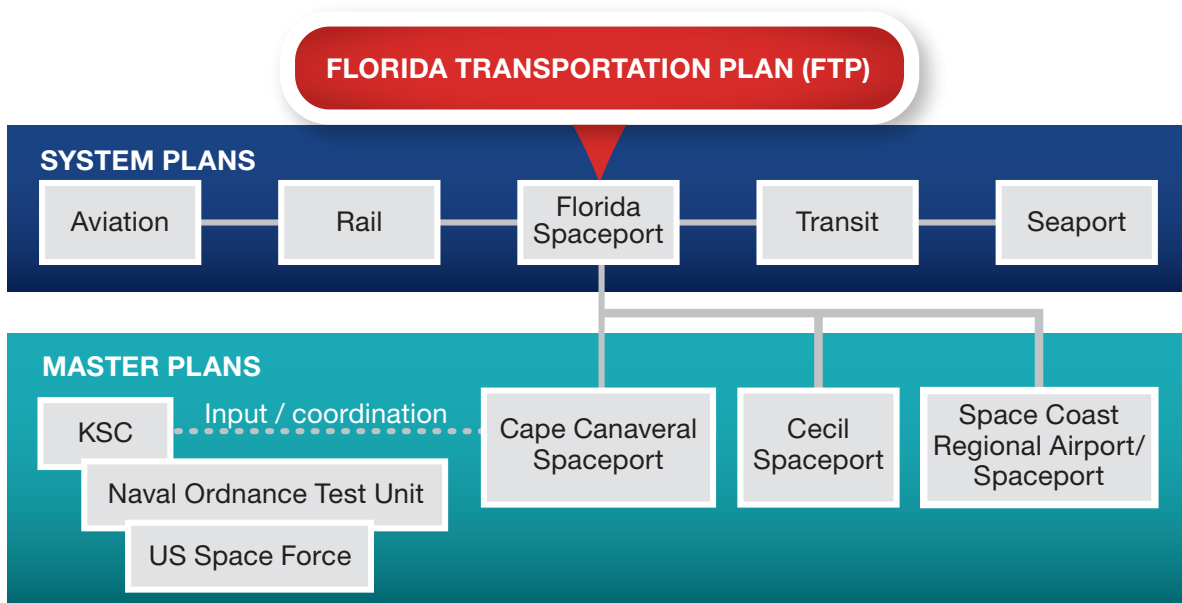 FLORIDA TRANSPORTATION PLAN (FTP)
SYSTEM PLANS
Aviation
Rail
Florida
Spaceport
Transit
Seaport
MASTER PLANS
KSC
Input / coordination
Naval Ordnance Test Unit
US Space Force
Cape Canaveral
Spaceport
Cecil
Spaceport
Space Coast
Regional Airport/
Spaceport